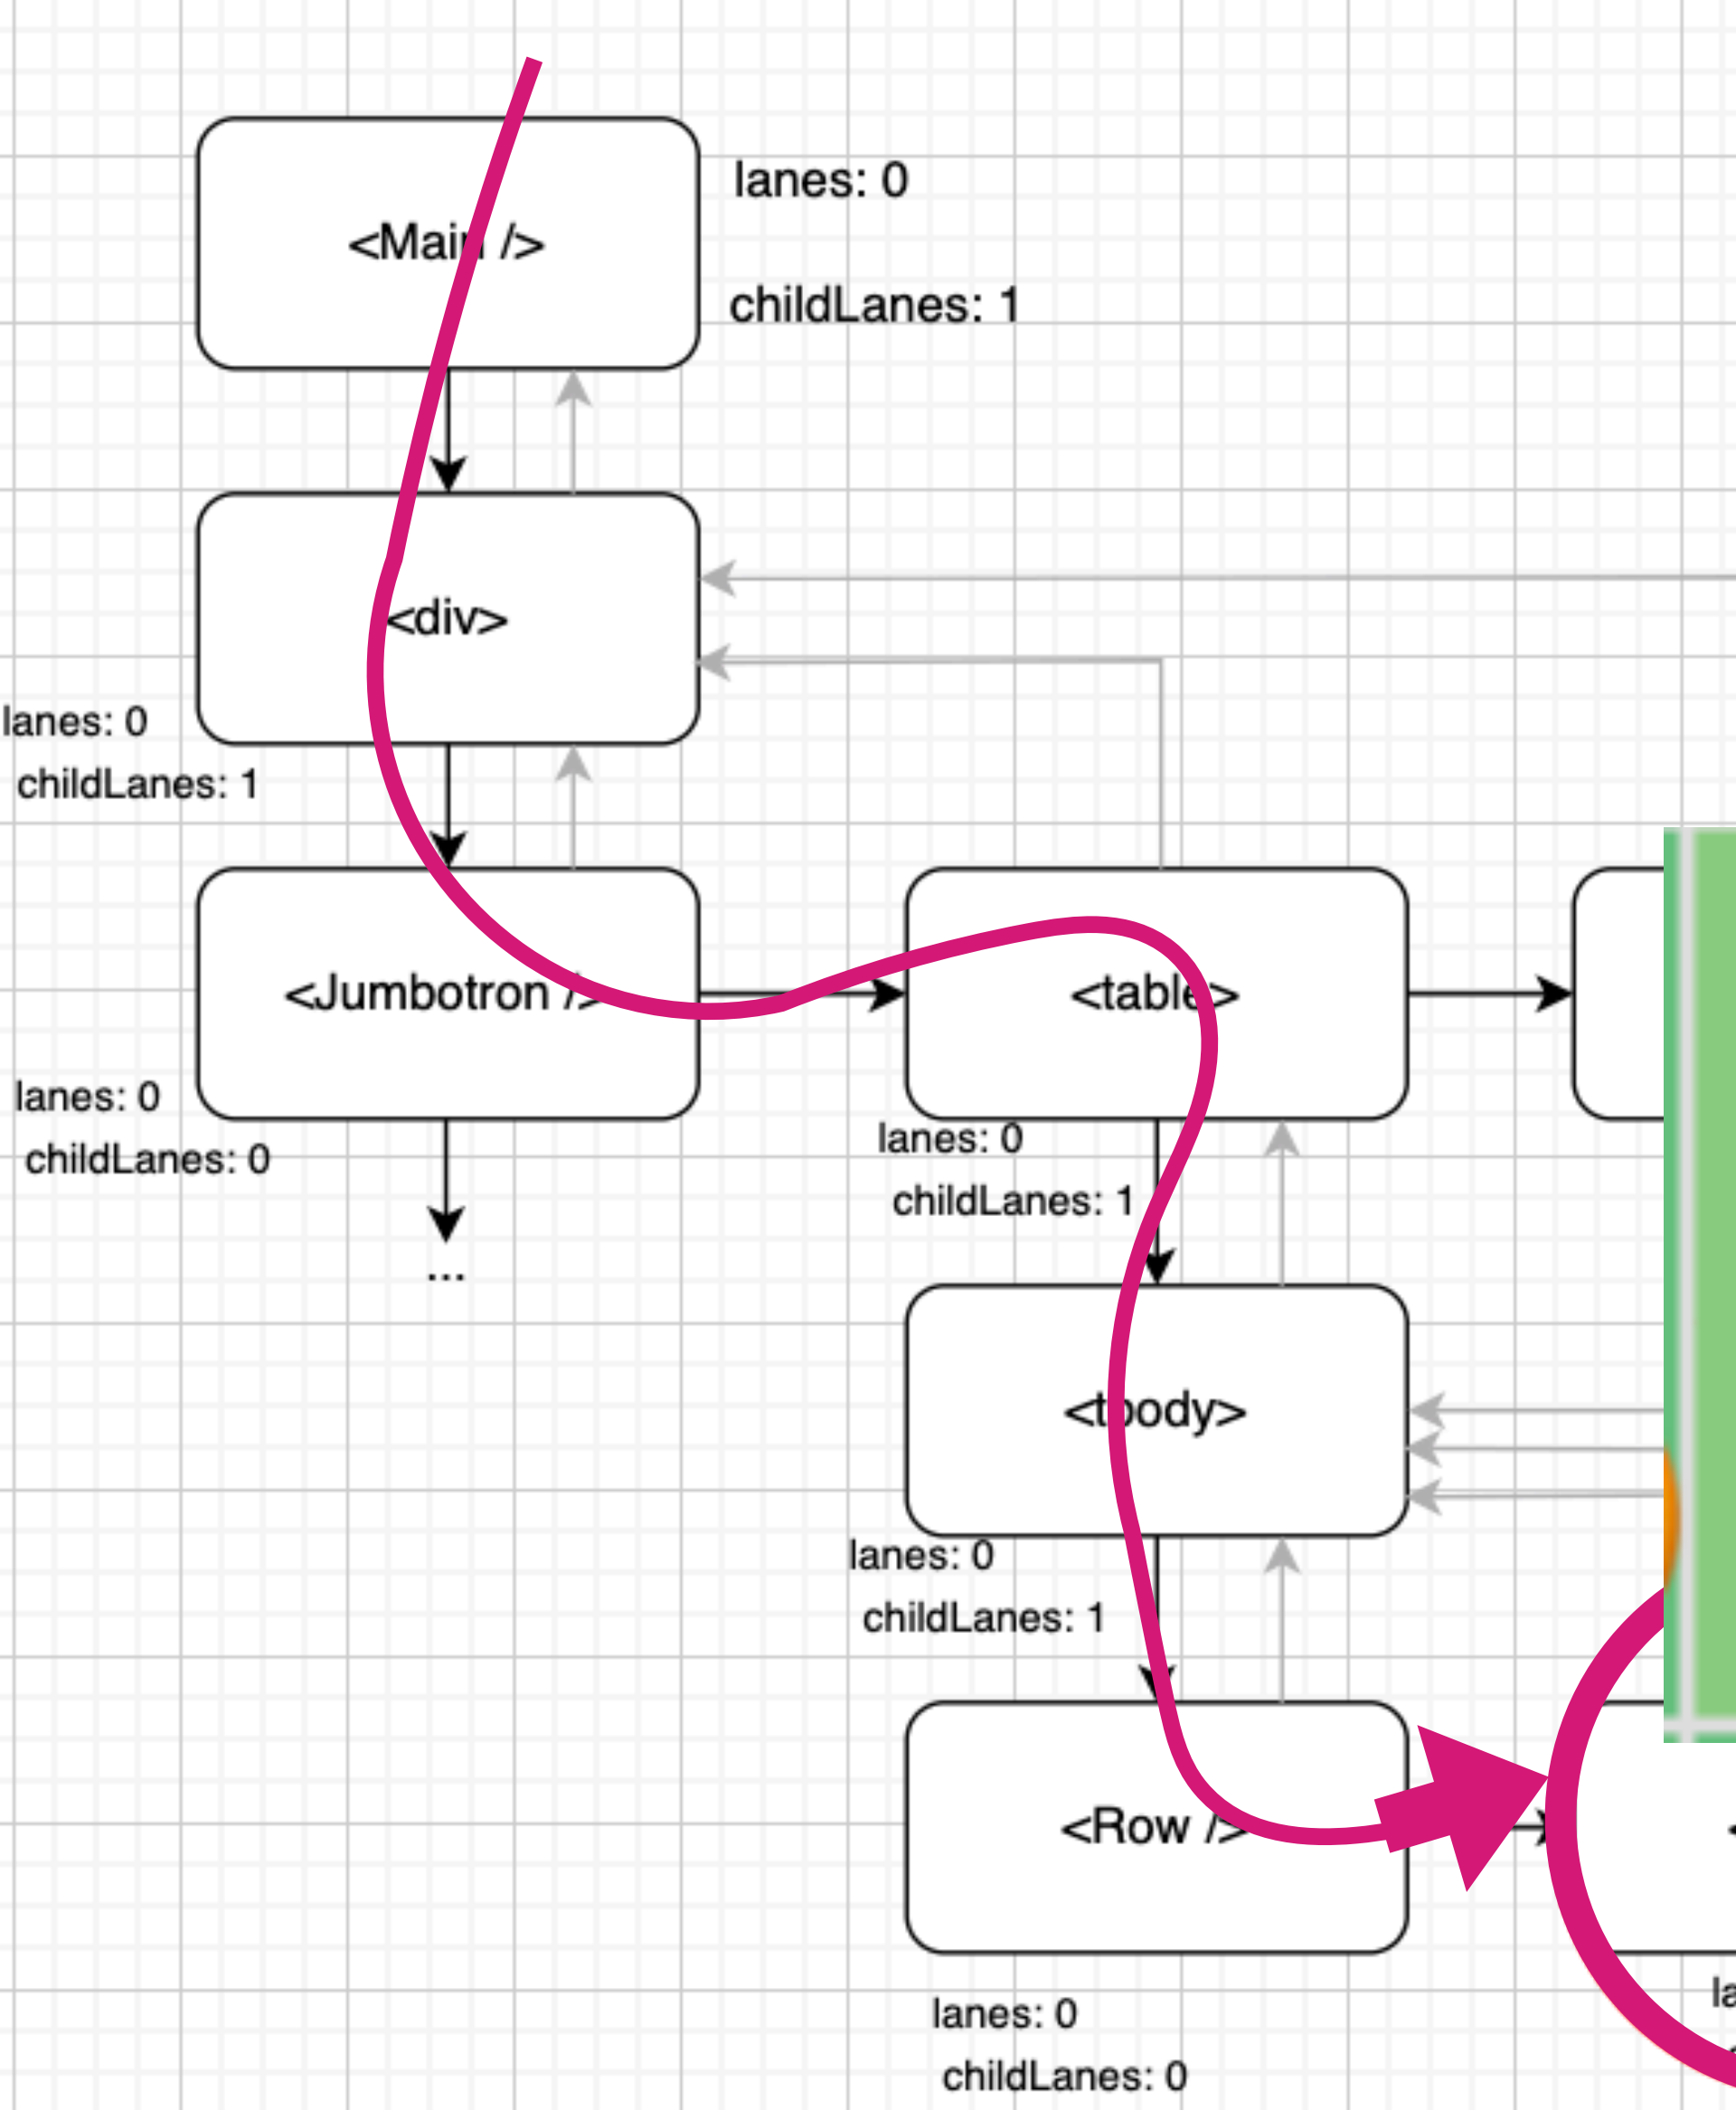 <Main />
lanes: 0
childLanes: 1
<div>
lanes: 0
childLanes: 1
<Jumbotron />
<table>
lanes: 0
childLanes: 0
lanes: 0
childLanes: 1
...
<tbody>
lanes: 0
childLanes: 1
<Row />
lanes: 0
childLanes: 0